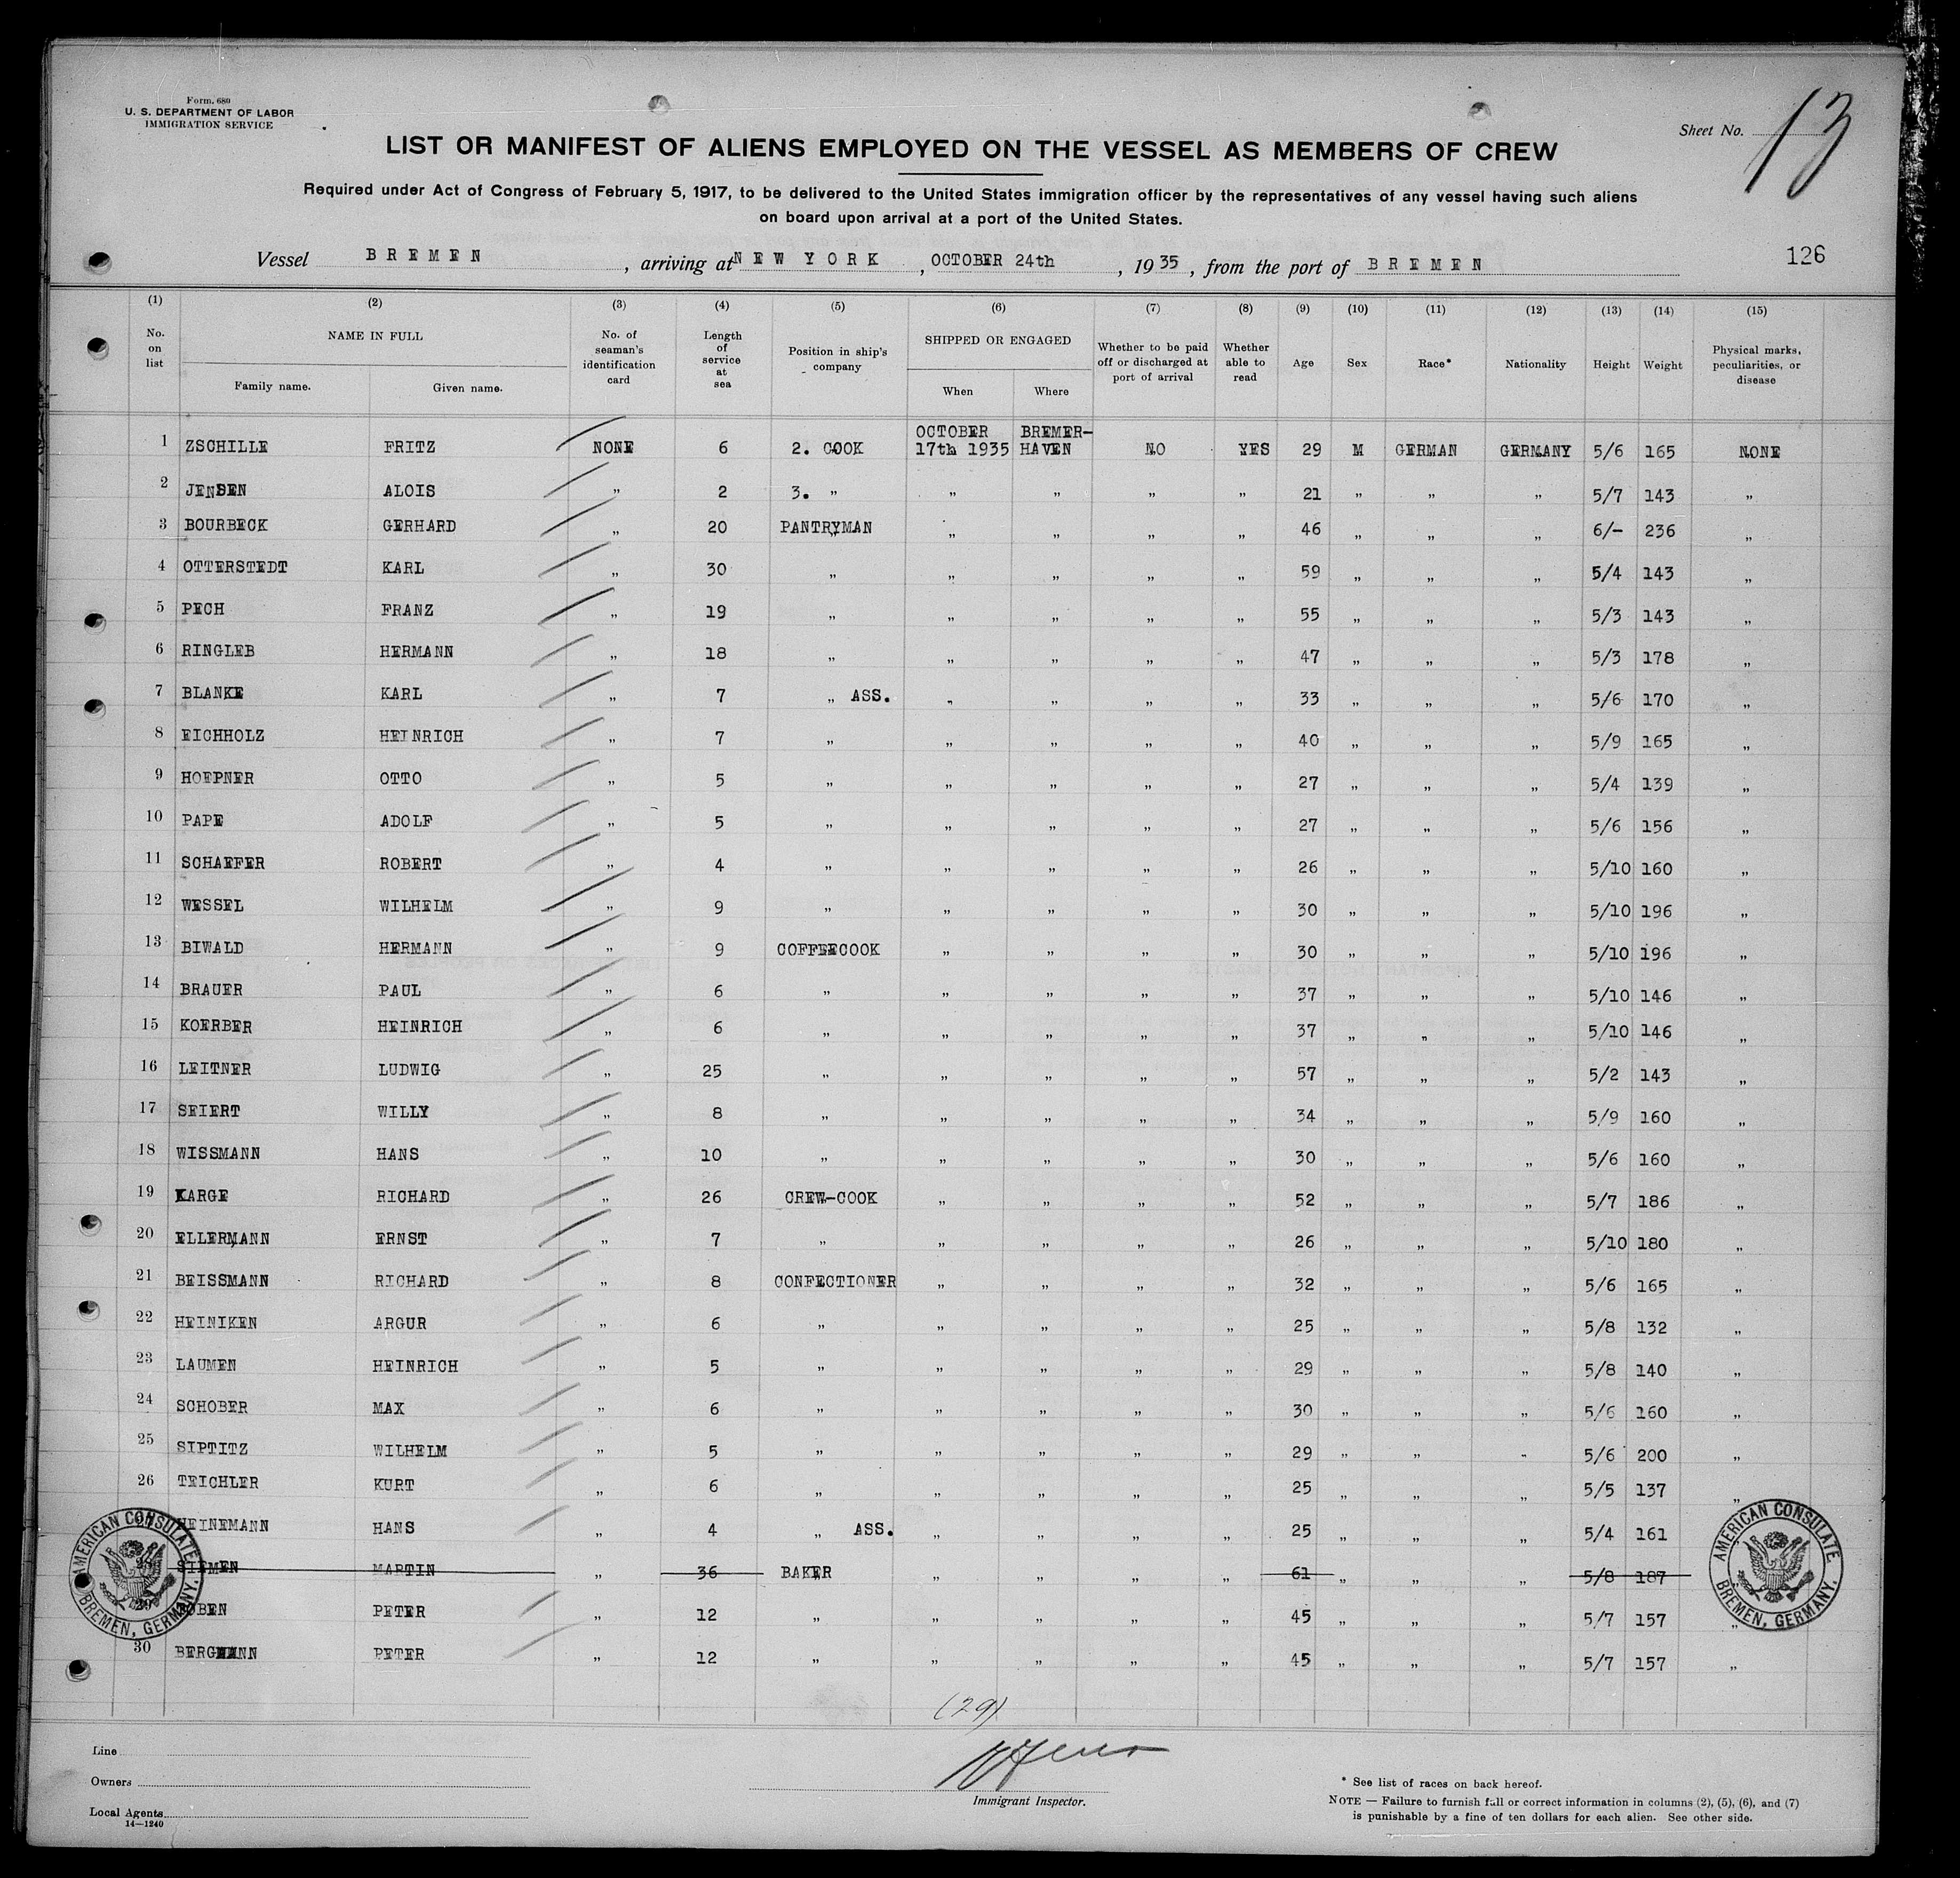 Form. 680
U. S. DEPARTMENT OF LABOR
IMMIGRATION SERVICE
Sheet No. 13
LIST OR MANIFEST OF ALIENS EMPLOYED ON THE VESSEL AS MEMBERS OF CREW
Required under Act of Congress of February 5, 1917, to be delivered to the United States immigration officer by the representatives of any vessel having such aliens
on board upon arrival at a port of the United States.
Vessel BREMEN, arriving at NEW YORK, OCTOBER 24th, 1935, from the port of BREMEN 126
(1) (2) (3) (4) (5) (6) (7) (8) (9) (10) (11) (12) (13) (14) (15)
No. on list NAME IN FULL Family name. Given name. No. of seaman's identification card Length of service at sea Position in ship's company SHIPPED OR ENGAGED When Where Whether to be paid off or discharged at port of arrival Whether able to read Age Sex Race* Nationality Height Weight Physical marks, peculiarities, or disease
1 ZSCHILLE FRITZ NONE 6 2. COOK OCTOBER 17th 1935 BREMER-HAVEN NO YES 29 M GERMAN GERMANY 5/6 165 NONE
2 JENSEN ALOIS „ 2 3. „ „ „ „ „ 21 „ „ „ 5/7 143 „
3 BOURBECK GERHARD „ 20 PANTRYMAN „ „ „ „ 46 „ „ „ 6/- 236 „
4 OTTERSTEDT KARL „ 30 „ „ „ „ „ 59 „ „ „ 5/4 143 „
5 PECH FRANZ „ 19 „ „ „ „ „ 55 „ „ „ 5/3 143 „
6 RINGLEB HERMANN „ 18 „ „ „ „ „ 47 „ „ „ 5/3 178 „
7 BLANKE KARL „ 7 „ ASS. „ „ „ „ 33 „ „ „ 5/6 170 „
8 EICHHOLZ HEINRICH „ 7 „ „ „ „ „ 40 „ „ „ 5/9 165 „
9 HOEPNER OTTO „ 5 „ „ „ „ „ 27 „ „ „ 5/4 139 „
10 PAPE ADOLF „ 5 „ „ „ „ „ 27 „ „ „ 5/6 156 „
11 SCHAEFER ROBERT „ 4 „ „ „ „ „ 26 „ „ „ 5/10 160 „
12 WESSEL WILHELM „ 9 „ „ „ „ „ 30 „ „ „ 5/10 196 „
13 BIWALD HERMANN „ 9 COFFEECOOK „ „ „ „ 30 „ „ „ 5/10 196 „
14 BRAUER PAUL „ 6 „ „ „ „ „ 37 „ „ „ 5/10 146 „
15 KOERBER HEINRICH „ 6 „ „ „ „ „ 37 „ „ „ 5/10 146 „
16 LEITNER LUDWIG „ 25 „ „ „ „ „ 57 „ „ „ 5/2 143 „
17 SEIERT WILLY „ 8 „ „ „ „ „ 34 „ „ „ 5/9 160 „
18 WISSMANN HANS „ 10 „ „ „ „ „ 30 „ „ „ 5/6 160 „
19 KARGE RICHARD „ 26 CREW-COOK „ „ „ „ 52 „ „ „ 5/7 186 „
20 ELLERMANN ERNST „ 7 „ „ „ „ „ 26 „ „ „ 5/10 180 „
21 BEISSMANN RICHARD „ 8 CONFECTIONER „ „ „ „ 32 „ „ „ 5/6 165 „
22 HEINIKEN ARGUR „ 6 „ „ „ „ „ 25 „ „ „ 5/8 132 „
23 LAUMEN HEINRICH „ 5 „ „ „ „ „ 29 „ „ „ 5/8 140 „
24 SCHOBER MAX „ 6 „ „ „ „ „ 30 „ „ „ 5/6 160 „
25 SIPTITZ WILHELM „ 5 „ „ „ „ „ 29 „ „ „ 5/6 200 „
26 TEICHLER KURT „ 6 „ „ „ „ „ 25 „ „ „ 5/5 137 „
27 HEINEMANN HANS „ 4 „ ASS. „ „ „ „ 25 „ „ „ 5/4 161
28 SIEMEN MARTIN „ 36 BAKER „ „ „ „ 61 „ „ „ 5/8 187
29 PETER „ 12 „ „ „ „ „ 45 „ „ „ 5/7 157 „
30 PETER „ 12 „ „ „ „ „ 45 „ „ „ 5/7 157 „
AMERICAN CONSULATE
BREMEN, GERMANY.
AMERICAN CONSULATE
BREMEN, GERMANY.
(29)
Line
Owners
Local Agents
14—1240
Immigrant Inspector.
* See list of races on back hereof.
NOTE — Failure to furnish full or correct information in columns (2), (5), (6), and (7)
is punishable by a fine of ten dollars for each alien. See other side.